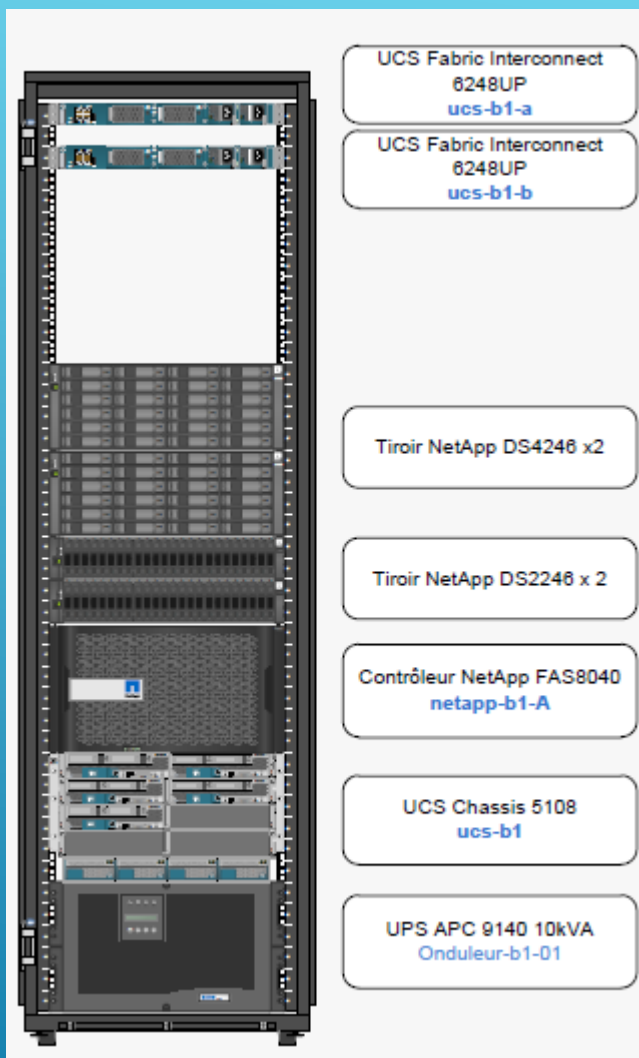 UCS Fabric Interconnect
6248UP
ucs-b1-a
UCS Fabric Interconnect
6248UP
ucs-b1-b
Tiroir NetApp DS4246 x2
Tiroir NetApp DS2246 x 2
Contrôleur NetApp FAS8040
netapp-b1-A
UCS Chassis 5108
ucs-b1
UPS APC 9140 10kVA
Onduleur-b1-01